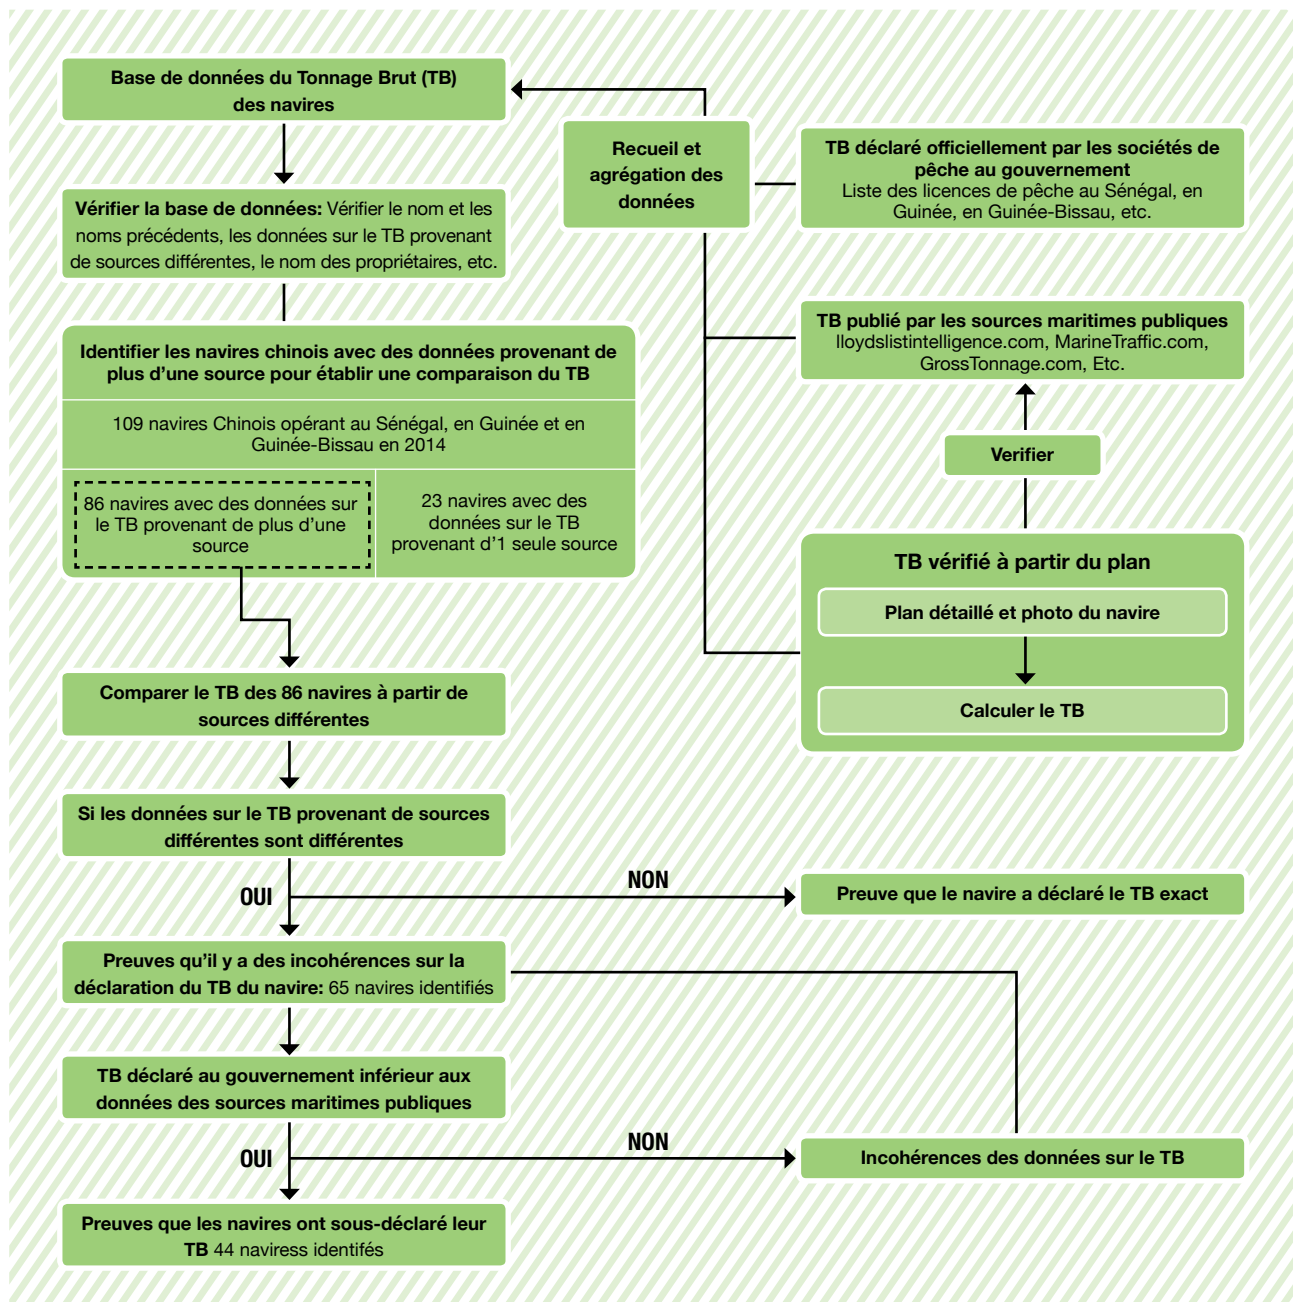 Base de données du Tonnage Brut (TB)
des navires
Recueil et
agrégation des
données
TB déclaré officiellement par les sociétés de
pêche au gouvernement
Liste des licences de pêche au Sénégal, en
Guinée, en Guinée-Bissau, etc.
Vérifier la base de données: Vérifier le nom et les
noms précédents, les données sur le TB provenant
de sources différentes, le nom des propriétaires, etc.
TB publié par les sources maritimes publiques
lloydslistintelligence.com, MarineTraffic.com,
GrossTonnage.com, Etc.
Identifier les navires chinois avec des données provenant de
plus d'une source pour établir une comparaison du TB
109 navires Chinois opérant au Sénégal, en Guinée et en
Guinée-Bissau en 2014
86 navires avec des données sur
le TB provenant de plus d'une
source
23 navires avec des
données sur le TB
provenant d'1 seule source
Verifier
TB vérifié à partir du plan
Plan détaillé et photo du navire
Calculer le TB
Comparer le TB des 86 navires à partir de
sources différentes
Si les données sur le TB provenant de sources
différentes sont différentes
OUI
NON
Preuve que le navire a déclaré le TB exact
Preuves qu'il y a des incohérences sur la
déclaration du TB du navire: 65 navires identifiés
TB déclaré au gouvernement inférieur aux
données des sources maritimes publiques
OUI
NON
Incohérences des données sur le TB
Preuves que les navires ont sous-déclaré leur
TB 44 naviress identifés